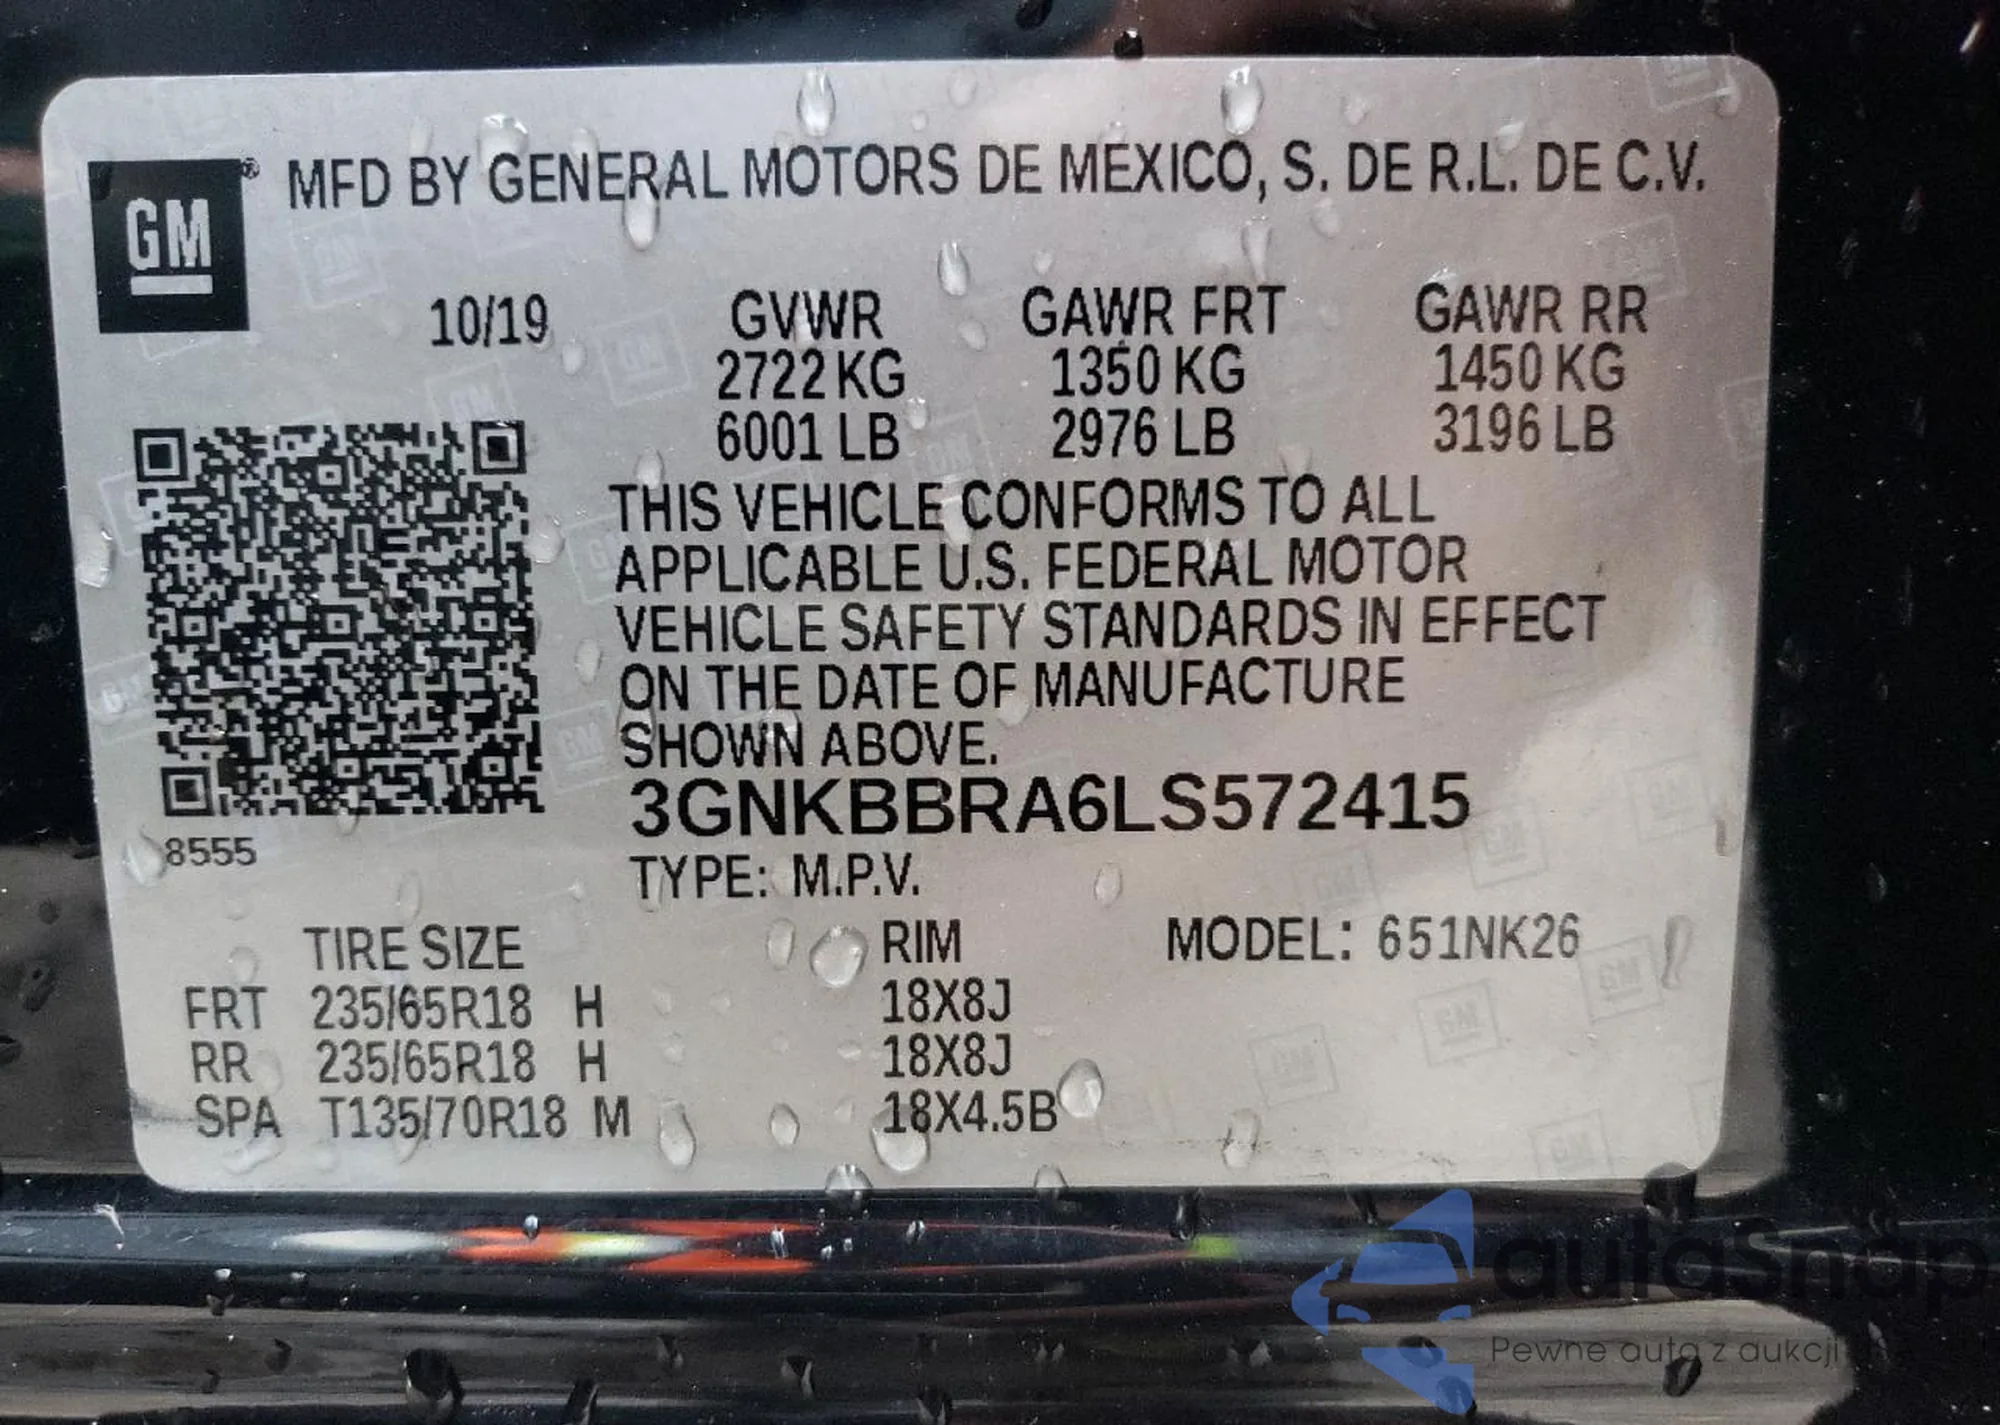 GM
®
MFD BY GENERAL MOTORS DE MEXICO, S. DE R.L. DE C.V.
10/19
GVWR GAWR FRT GAWR RR
2722 KG 1350 KG 1450 KG
6001 LB 2976 LB 3196 LB
THIS VEHICLE CONFORMS TO ALL
APPLICABLE U.S. FEDERAL MOTOR
VEHICLE SAFETY STANDARDS IN EFFECT
ON THE DATE OF MANUFACTURE
SHOWN ABOVE.
3GNKBBRA6LS572415
8555
TYPE: M.P.V.
TIRE SIZE RIM MODEL: 651NK26
FRT 235/65R18 H 18X8J
RR 235/65R18 H 18X8J
SPA T135/70R18 M 18X4.5B
autasnap
Pewne auta z aukcji